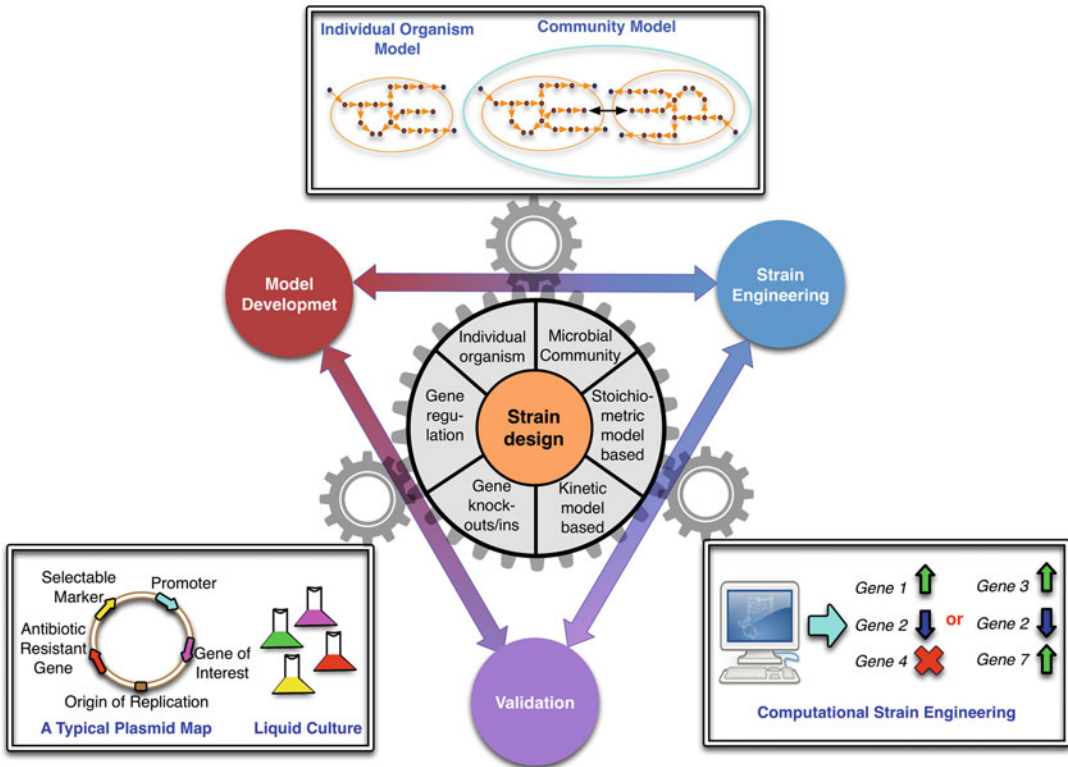 Individual Organism
Model
Community Model
Model
Developmet
Strain
Engineering
Individual
organism
Microbial
Community
Gene
regu-
lation
Strain
design
Stoichio-
metric
model
based
Gene
knock-
outs/ins
Kinetic
model
based
Selectable
Marker
Promoter
Antibiotic
Resistant
Gene
Gene of
Interest
Origin of Replication
A Typical Plasmid Map
Liquid Culture
Validation
Gene 1
Gene 3
Gene 2
or
Gene 2
Gene 4
Gene 7
Computational Strain Engineering